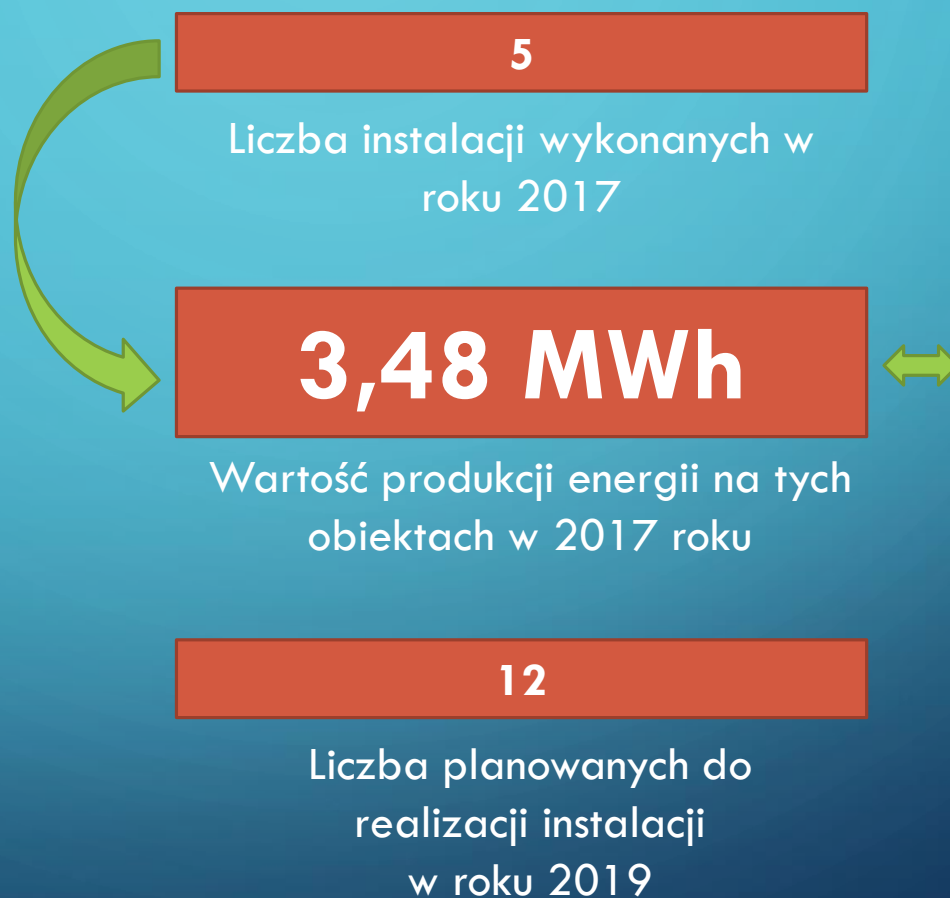 5
Liczba instalacji wykonanych w
roku 2017
3,48 MWh
Wartość produkcji energii na tych
obiektach w 2017 roku
12
Liczba planowanych do
realizacji instalacji
w roku 2019